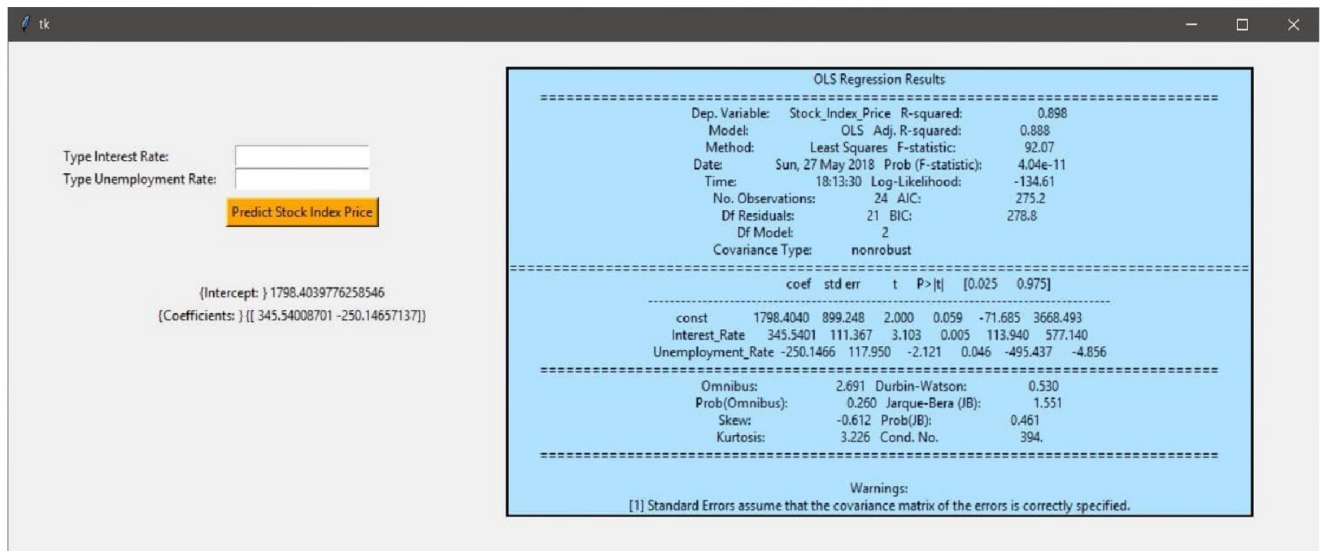 tk
Type Interest Rate:
Type Unemployment Rate:
Predict Stock Index Price
{Intercept: } 1798.4039776258546
{Coefficients: } {[ 345.54008701 -250.14657137]}
OLS Regression Results
==============================================================================
Dep. Variable: Stock_Index_Price R-squared: 0.898
Model: OLS Adj. R-squared: 0.888
Method: Least Squares F-statistic: 92.07
Date: Sun, 27 May 2018 Prob (F-statistic): 4.04e-11
Time: 18:13:30 Log-Likelihood: -134.61
No. Observations: 24 AIC: 275.2
Df Residuals: 21 BIC: 278.8
Df Model: 2
Covariance Type: nonrobust
=====================================================================================
coef std err t P>|t| [0.025 0.975]
-------------------------------------------------------------------------------------
const 1798.4040 899.248 2.000 0.059 -71.685 3668.493
Interest_Rate 345.5401 111.367 3.103 0.005 113.940 577.140
Unemployment_Rate -250.1466 117.950 -2.121 0.046 -495.437 -4.856
==============================================================================
Omnibus: 2.691 Durbin-Watson: 0.530
Prob(Omnibus): 0.260 Jarque-Bera (JB): 1.551
Skew: -0.612 Prob(JB): 0.461
Kurtosis: 3.226 Cond. No. 394.
==============================================================================
Warnings:
[1] Standard Errors assume that the covariance matrix of the errors is correctly specified.